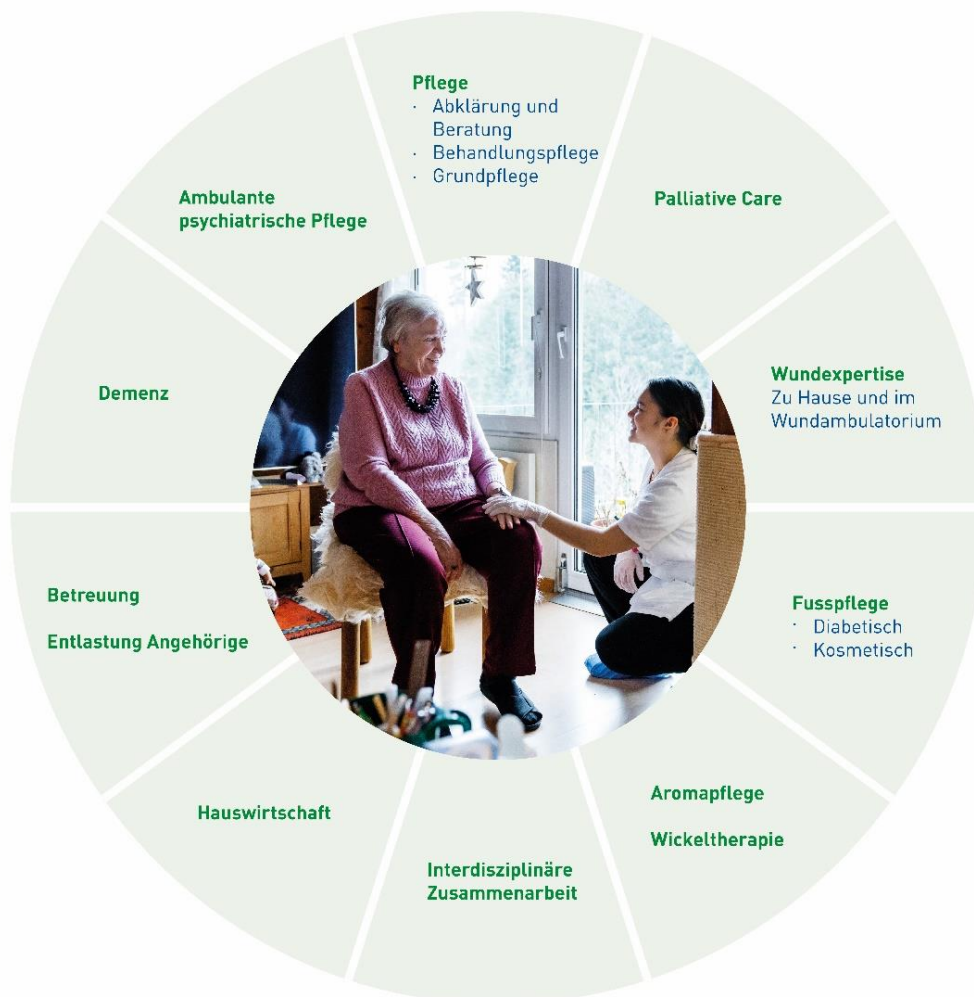 Pflege
· Abklärung und
Beratung
· Behandlungspflege
· Grundpflege
Palliative Care
Wundexpertise
Zu Hause und im
Wundambulatorium
Fusspflege
· Diabetisch
· Kosmetisch
Aromapflege
Wickeltherapie
Interdisziplinäre
Zusammenarbeit
Hauswirtschaft
Betreuung
Entlastung Angehörige
Demenz
Ambulante
psychiatrische Pflege